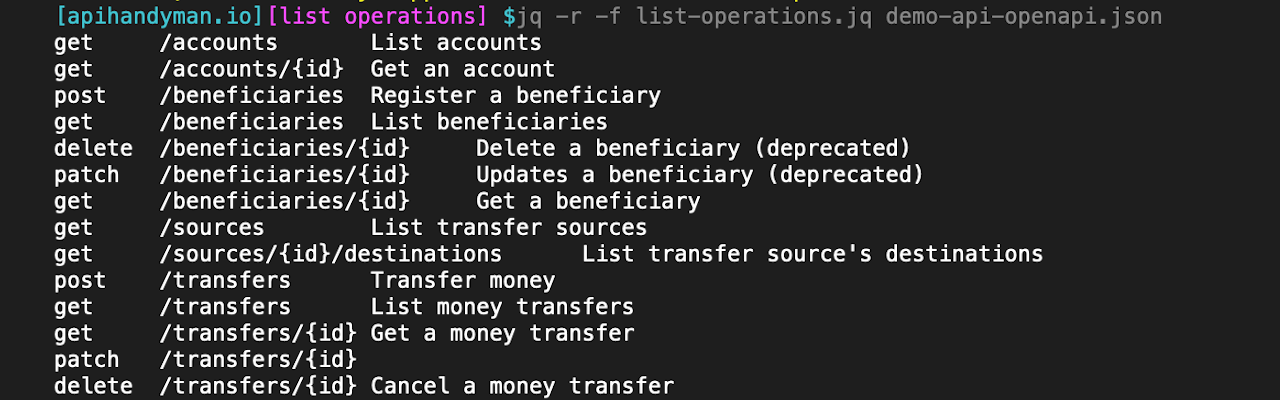 [apihandyman.io][list operations] $jq -r -f list-operations.jq demo-api-openapi.json
get /accounts List accounts
get /accounts/{id} Get an account
post /beneficiaries Register a beneficiary
get /beneficiaries List beneficiaries
delete /beneficiaries/{id} Delete a beneficiary (deprecated)
patch /beneficiaries/{id} Updates a beneficiary (deprecated)
get /beneficiaries/{id} Get a beneficiary
get /sources List transfer sources
get /sources/{id}/destinations List transfer source's destinations
post /transfers Transfer money
get /transfers List money transfers
get /transfers/{id} Get a money transfer
patch /transfers/{id}
delete /transfers/{id} Cancel a money transfer